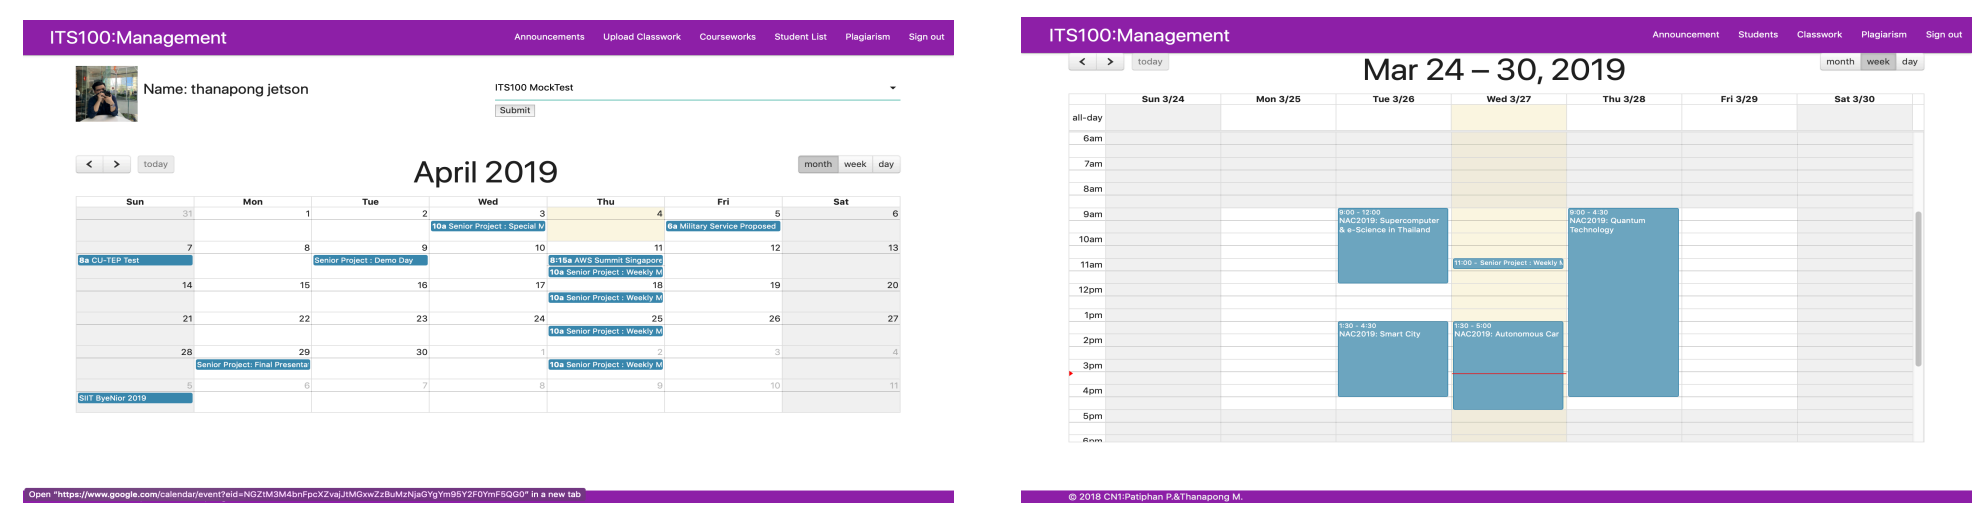 ITS100:Management
Announcements Upload Classwork Courseworks Student List Plagiarism Sign out
Name: thanapong jetson
ITS100 MockTest
Submit
today
April 2019
month week day
Sun Mon Tue Wed Thu Fri Sat
31 1 2 3 4 5 6
10a Senior Project : Special M
6a Military Service Proposed
7 8 9 10 11 12 13
8a CU-TEP Test
Senior Project : Demo Day
8:15a AWS Summit Singapore
10a Senior Project : Weekly M
14 15 16 17 18 19 20
10a Senior Project : Weekly M
21 22 23 24 25 26 27
10a Senior Project : Weekly M
28 29 30 1 2 3 4
Senior Project: Final Presenta
10a Senior Project : Weekly M
5 6 7 8 9 10 11
SIIT ByeNior 2019
Open "https://www.google.com/calendar/event?eid=NGZtM3M4bnFpcXZvajJtMGxwZzBuMzNjaGYgYm95Y2F0YmF5QG0" in a new tab
ITS100:Management
Announcement Students Classwork Plagiarism Sign out
today
Mar 24 – 30, 2019
month week day
Sun 3/24 Mon 3/25 Tue 3/26 Wed 3/27 Thu 3/28 Fri 3/29 Sat 3/30
all-day
6am
7am
8am
9am
9:00 - 12:00
NAC2019: Supercomputer
& e-Science in Thailand
9:00 - 4:30
NAC2019: Quantum
Technology
10am
11am
11:00 - Senior Project : Weekly M
12pm
1pm
1:30 - 4:30
NAC2019: Smart City
1:30 - 5:00
NAC2019: Autonomous Car
2pm
3pm
4pm
5pm
6pm
© 2018 CN1:Patiphan P.&Thanapong M.